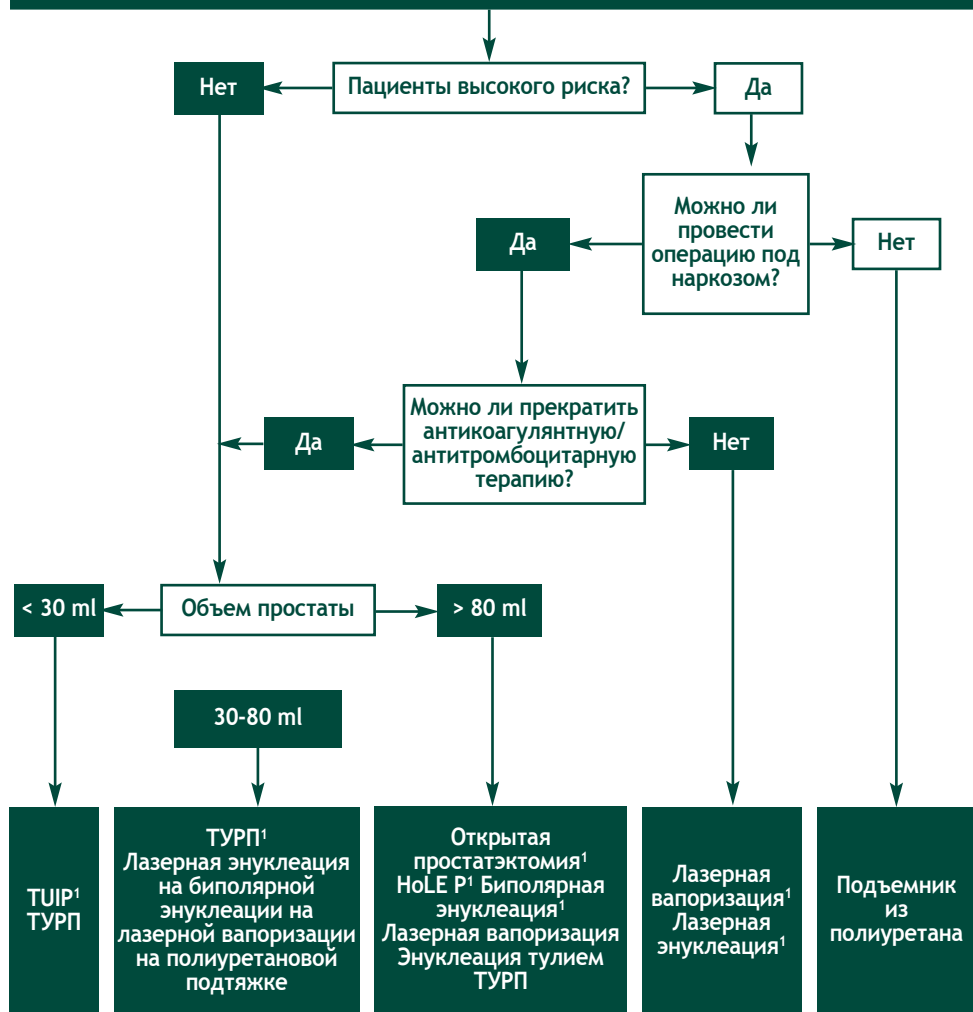 Нет
Пациенты высокого риска?
Да
Можно ли
провести
операцию под
наркозом?
Да
Нет
Можно ли прекратить
антикоагулянтную/
антитромбоцитарную
терапию?
Да
Нет
< 30 ml
Объем простаты
> 80 ml
30-80 ml
TUIP¹
ТУРП
ТУРП¹
Лазерная энуклеация
на биполярной
энуклеации на
лазерной вапоризации
на полиуретановой
подтяжке
Открытая
простатэктомия¹
HoLE P¹ Биполярная
энуклеация¹
Лазерная вапоризация
Энуклеация тулием
ТУРП
Лазерная
вапоризация¹
Лазерная
энуклеация¹
Подъемник
из
полиуретана